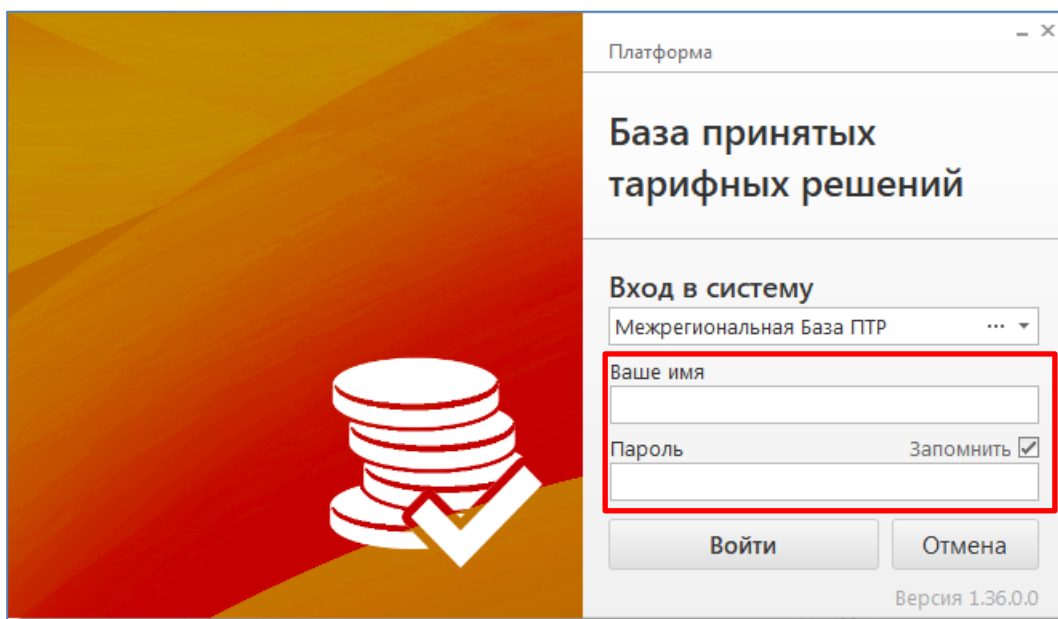 Платформа
База принятых
тарифных решений
Вход в систему
Межрегиональная База ПТР
Ваше имя
Пароль Запомнить
Войти Отмена
Версия 1.36.0.0